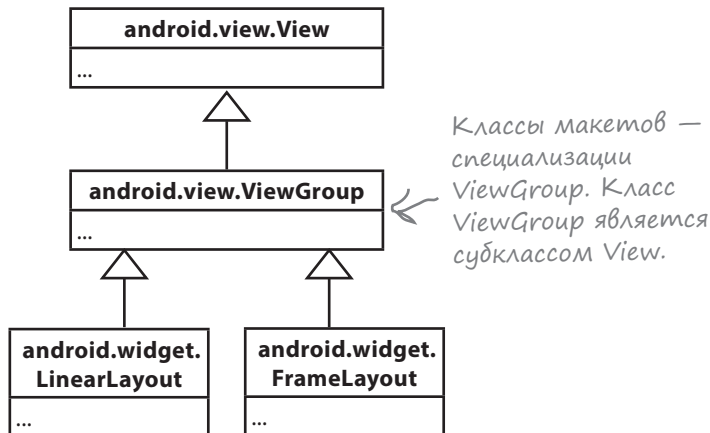 android.view.View
...
android.view.ViewGroup
...
Классы макетов —
специализации
ViewGroup. Класс
ViewGroup является
субклассом View.
android.widget.
LinearLayout
...
android.widget.
FrameLayout
...